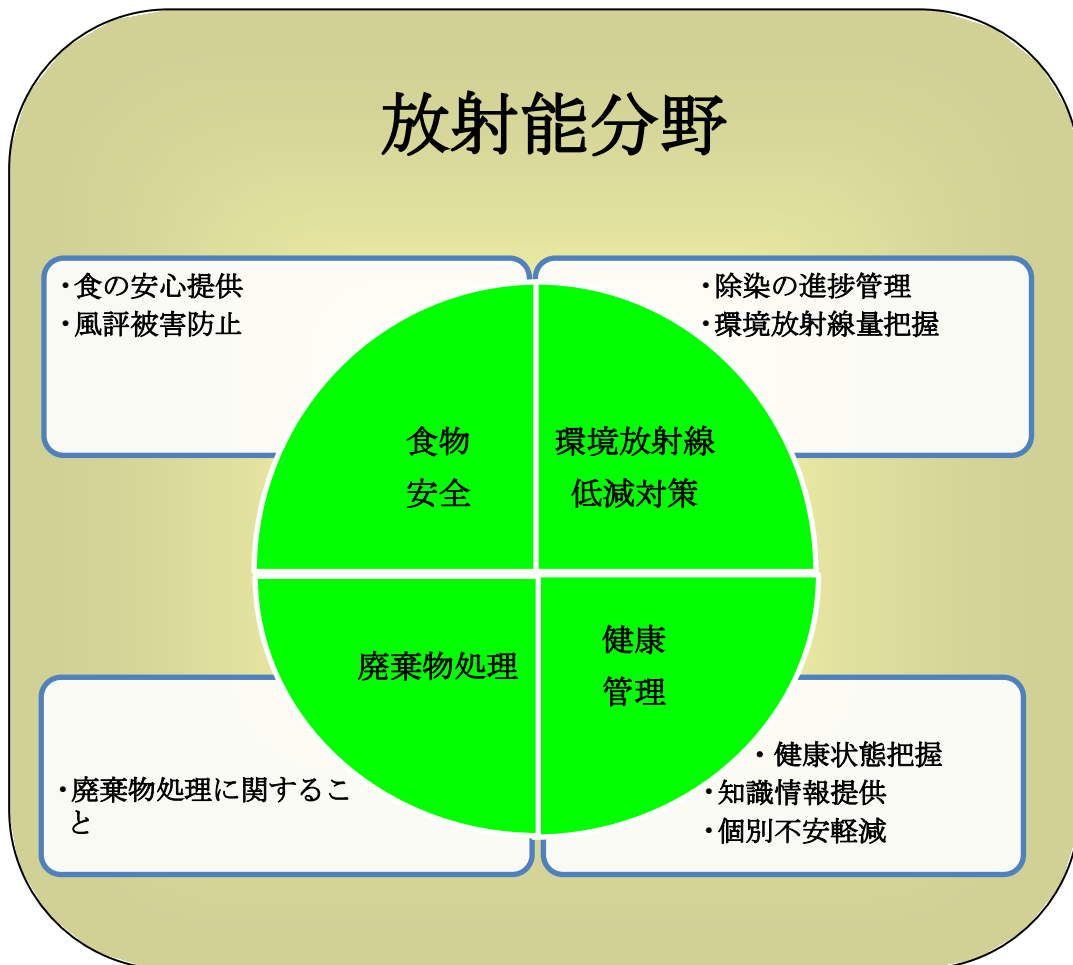 放射能分野
・食の安心提供
・風評被害防止
・除染の進捗管理
・環境放射線量把握
食物
安全
環境放射線
低減対策
廃棄物処理
健康
管理
・廃棄物処理に関するこ
と
・健康状態把握
・知識情報提供
・個別不安軽減